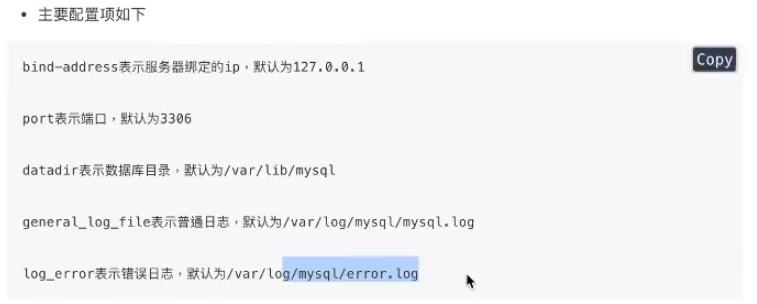 • 主要配置项如下
Copy
bind-address表示服务器绑定的ip，默认为127.0.0.1
port表示端口，默认为3306
datadir表示数据库目录，默认为/var/lib/mysql
general_log_file表示普通日志，默认为/var/log/mysql/mysql.log
log_error表示错误日志，默认为/var/log/mysql/error.log